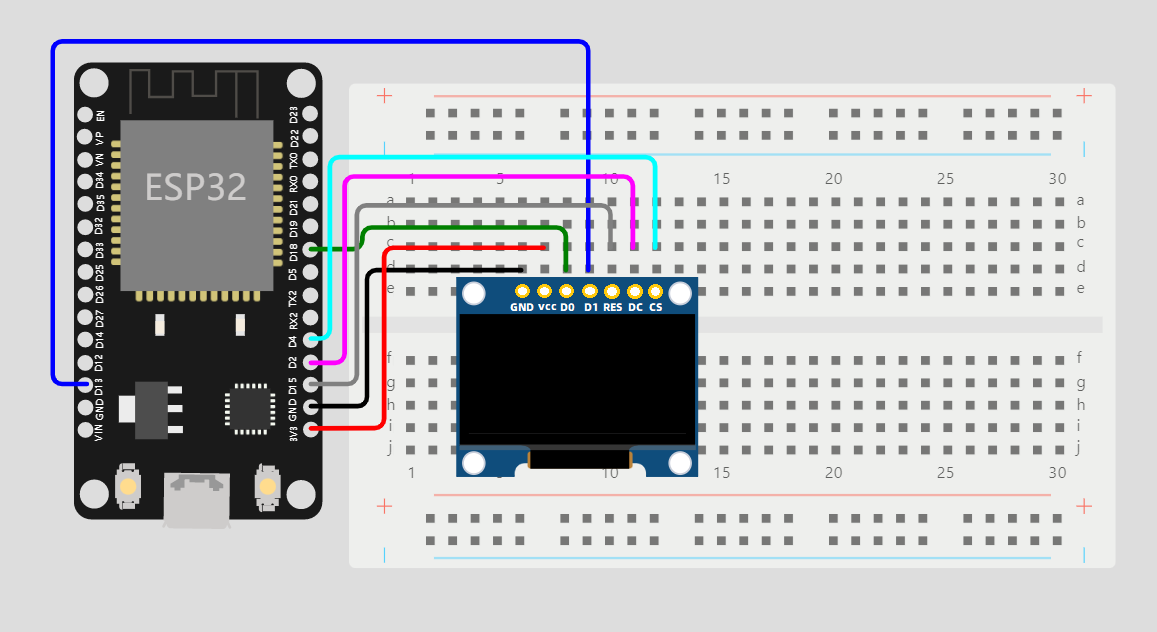 EN
VP
VN
D34
D35
D32
D33
D25
D26
D27
D14
D12
D13
GND
VIN
ESP32
D23
D22
TX0
RX0
D21
D19
D18
D5
TX2
RX2
D4
D2
D15
GND
3V3
+ +
1 5 10 15 20 25 30
a a
b b
c c
d d
e e
GND vcc D0 D1 RES DC CS
f f
g g
h h
i i
j j
1 5 10 15 20 25 30
+ +